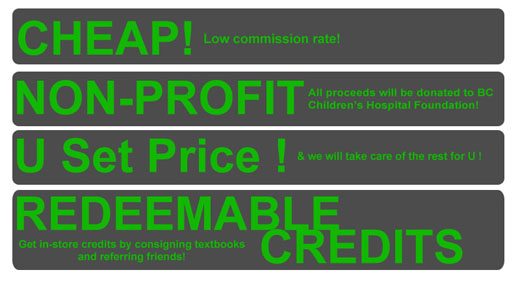 CHEAP! Low commission rate!
NON-PROFIT All proceeds will be donated to BC
Children's Hospital Foundation!
U Set Price ! & we will take care of the rest for U !
REDEEMABLE
CREDITS
Get in-store credits by consigning textbooks
and referring friends!